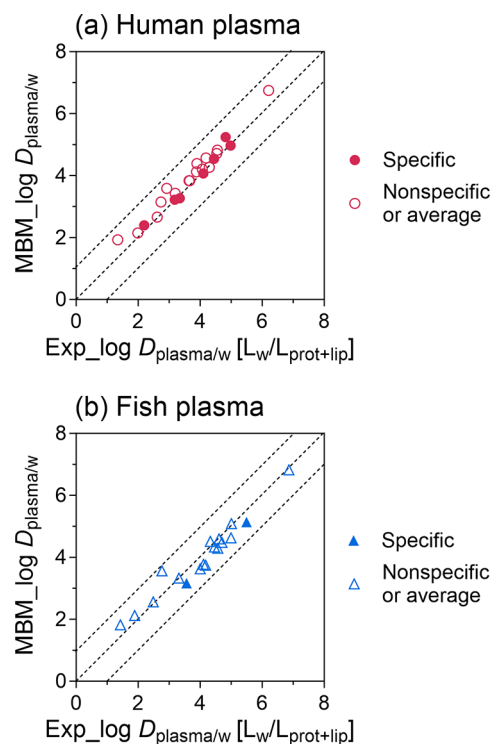 (a) Human plasma
8
6
4
2
0
MBM_log Dplasma/w
0 2 4 6 8
Exp_log Dplasma/w [Lw/Lprot+lip]
Specific
Nonspecific
or average
(b) Fish plasma
8
6
4
2
0
MBM_log Dplasma/w
0 2 4 6 8
Exp_log Dplasma/w [Lw/Lprot+lip]
Specific
Nonspecific
or average